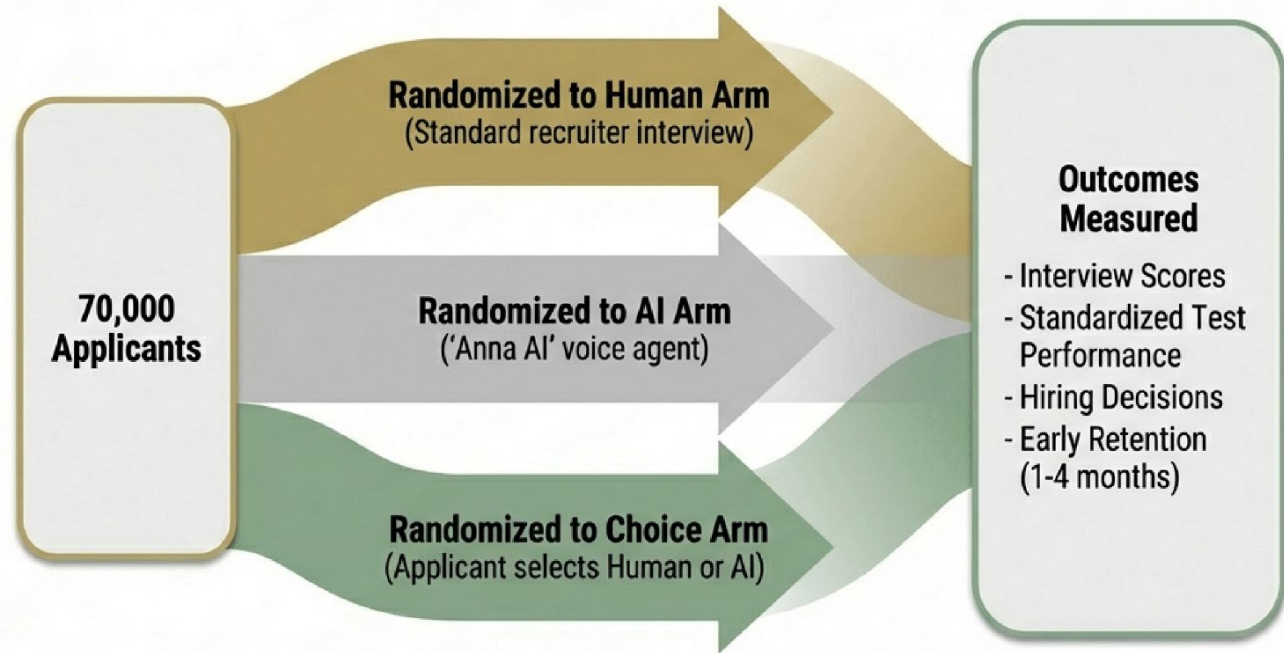 70,000
Applicants
Randomized to Human Arm
(Standard recruiter interview)
Randomized to AI Arm
(‘Anna AI’ voice agent)
Randomized to Choice Arm
(Applicant selects Human or AI)
Outcomes
Measured
- Interview Scores
- Standardized Test
Performance
- Hiring Decisions
- Early Retention
(1-4 months)